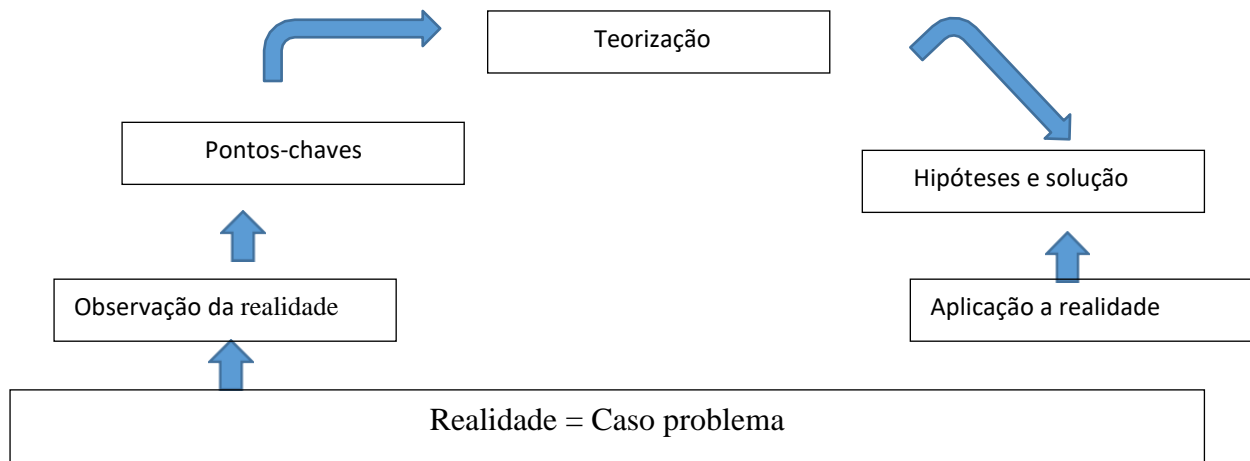 Teorização
Pontos-chaves
Hipóteses e solução
Observação da realidade
Aplicação a realidade
Realidade = Caso problema